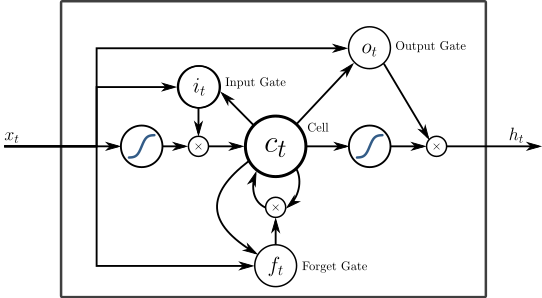 o_t Output Gate
i_t Input Gate
Cell
x_t
c_t
h_t
×
×
×
f_t Forget Gate